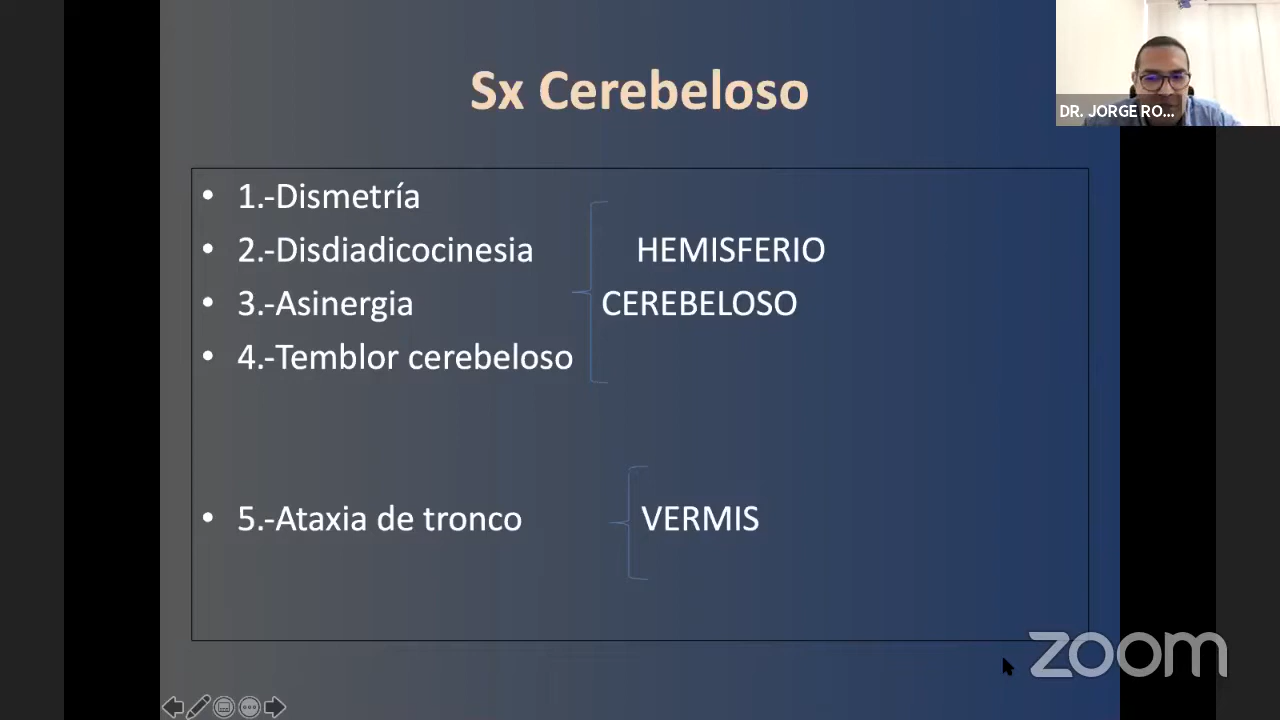 Sx Cerebeloso
DR. JORGE RO...
• 1.-Dismetría
• 2.-Disdiadicocinesia HEMISFERIO
• 3.-Asinergia CEREBELOSO
• 4.-Temblor cerebeloso
• 5.-Ataxia de tronco VERMIS
zoom